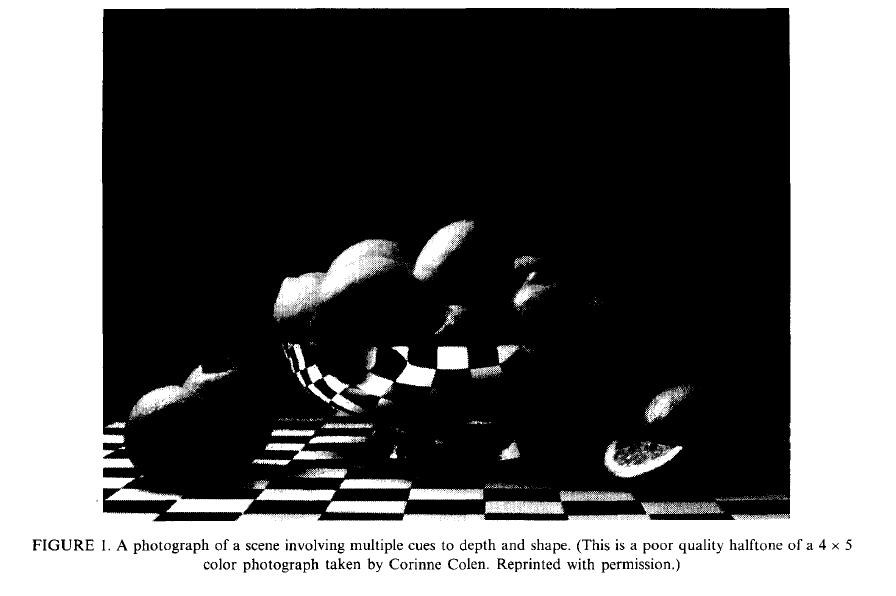 FIGURE 1. A photograph of a scene involving multiple cues to depth and shape. (This is a poor quality halftone of a 4 × 5
color photograph taken by Corinne Colen. Reprinted with permission.)